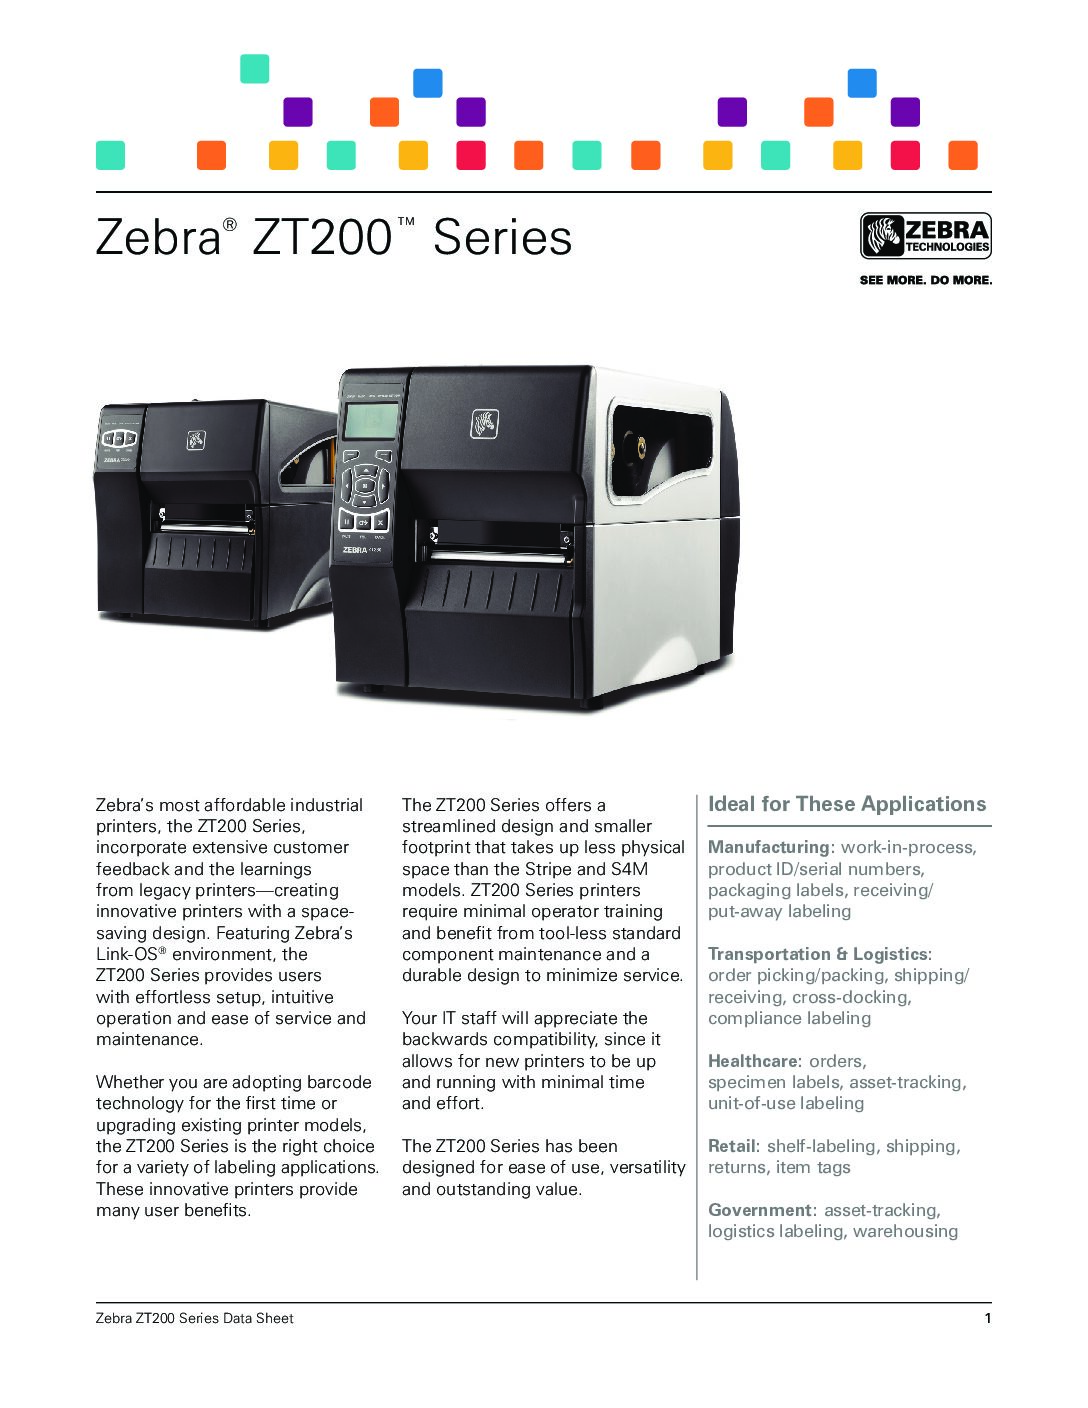 Zebra® ZT200™ Series
ZEBRA
TECHNOLOGIES
SEE MORE. DO MORE.
ZEBRA
ZEBRA
Zebra’s most affordable industrial
printers, the ZT200 Series,
incorporate extensive customer
feedback and the learnings
from legacy printers—creating
innovative printers with a space-
saving design. Featuring Zebra’s
Link-OS® environment, the
ZT200 Series provides users
with effortless setup, intuitive
operation and ease of service and
maintenance.
Whether you are adopting barcode
technology for the first time or
upgrading existing printer models,
the ZT200 Series is the right choice
for a variety of labeling applications.
These innovative printers provide
many user benefits.
The ZT200 Series offers a
streamlined design and smaller
footprint that takes up less physical
space than the Stripe and S4M
models. ZT200 Series printers
require minimal operator training
and benefit from tool-less standard
component maintenance and a
durable design to minimize service.
Your IT staff will appreciate the
backwards compatibility, since it
allows for new printers to be up
and running with minimal time
and effort.
The ZT200 Series has been
designed for ease of use, versatility
and outstanding value.
Ideal for These Applications
Manufacturing: work-in-process,
product ID/serial numbers,
packaging labels, receiving/
put-away labeling
Transportation & Logistics:
order picking/packing, shipping/
receiving, cross-docking,
compliance labeling
Healthcare: orders,
specimen labels, asset-tracking,
unit-of-use labeling
Retail: shelf-labeling, shipping,
returns, item tags
Government: asset-tracking,
logistics labeling, warehousing
Zebra ZT200 Series Data Sheet
1